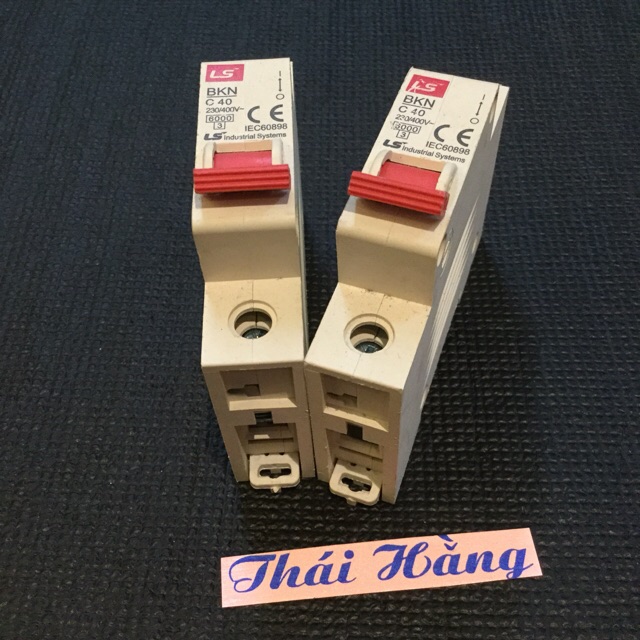 LS
BKN
C 40
230/400V~
6000
3
CE
IEC60898
LS Industrial Systems
LS
BKN
C 40
230/400V~
6000
3
CE
IEC60898
LS Industrial Systems
Thái Hằng